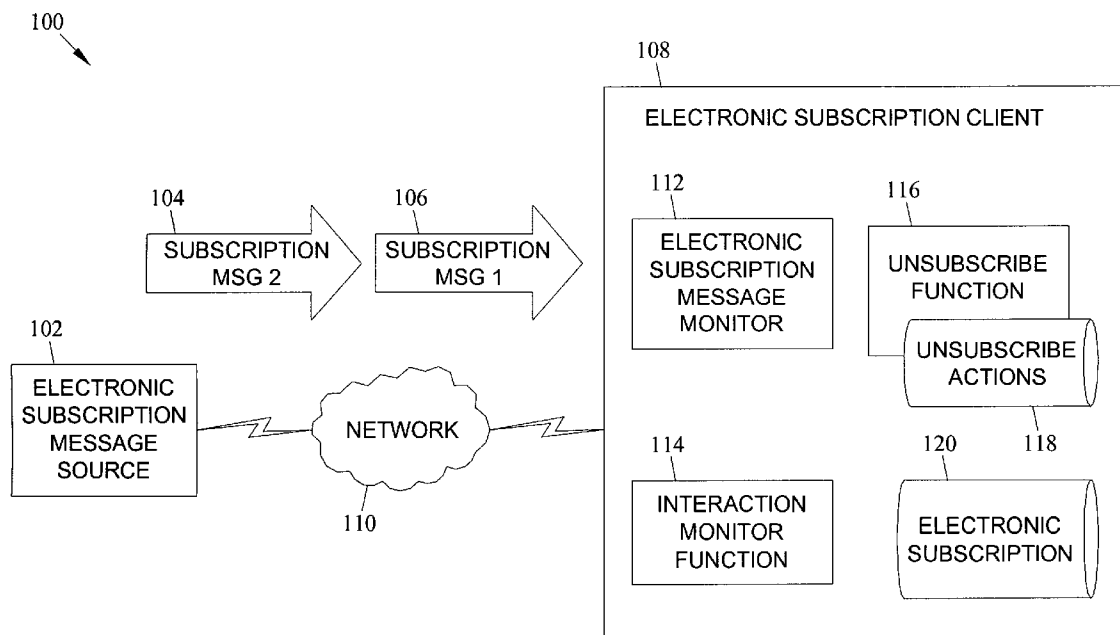 100
108
ELECTRONIC SUBSCRIPTION CLIENT
104
SUBSCRIPTION
MSG 2
106
SUBSCRIPTION
MSG 1
112
ELECTRONIC
SUBSCRIPTION
MESSAGE
MONITOR
116
UNSUBSCRIBE
FUNCTION
UNSUBSCRIBE
ACTIONS
118
102
ELECTRONIC
SUBSCRIPTION
MESSAGE
SOURCE
NETWORK
110
114
INTERACTION
MONITOR
FUNCTION
120
ELECTRONIC
SUBSCRIPTION